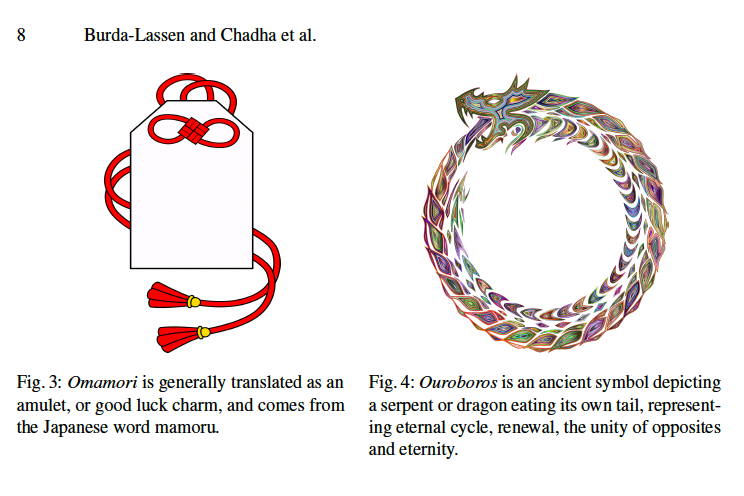 8 Burda-Lassen and Chadha et al.
Fig. 3: Omamori is generally translated as an
amulet, or good luck charm, and comes from
the Japanese word mamoru.
Fig. 4: Ouroboros is an ancient symbol depicting
a serpent or dragon eating its own tail, represent-
ing eternal cycle, renewal, the unity of opposites
and eternity.